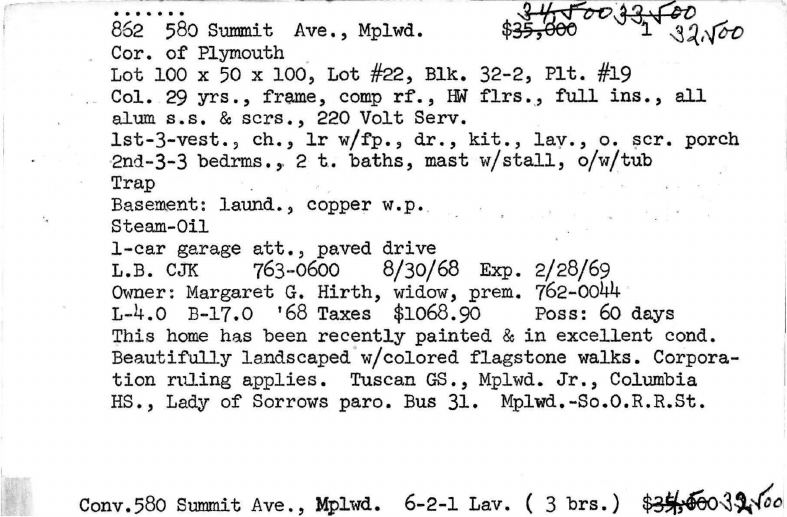 34,500 33,500
862 580 Summit Ave., Mplwd. $35,000 1 32,500
Cor. of Plymouth
Lot 100 x 50 x 100, Lot #22, Blk. 32-2, Plt. #19
Col. 29 yrs., frame, comp rf., HW flrs., full ins., all
alum s.s. & scrs., 220 Volt Serv.
1st-3-vest., ch., lr w/fp., dr., kit., lav., o. scr. porch
2nd-3-3 bedrms., 2 t. baths, mast w/stall, o/w/tub
Trap
Basement: laund., copper w.p.
Steam-Oil
1-car garage att., paved drive
L.B. CJK 763-0600 8/30/68 Exp. 2/28/69
Owner: Margaret G. Hirth, widow, prem. 762-0044
L-4.0 B-17.0 '68 Taxes $1068.90 Poss: 60 days
This home has been recently painted & in excellent cond.
Beautifully landscaped w/colored flagstone walks. Corpora-
tion ruling applies. Tuscan GS., Mplwd. Jr., Columbia
HS., Lady of Sorrows paro. Bus 31. Mplwd.-So.O.R.R.St.
Conv. 580 Summit Ave., Mplwd. 6-2-1 Lav. ( 3 brs.) 32,500